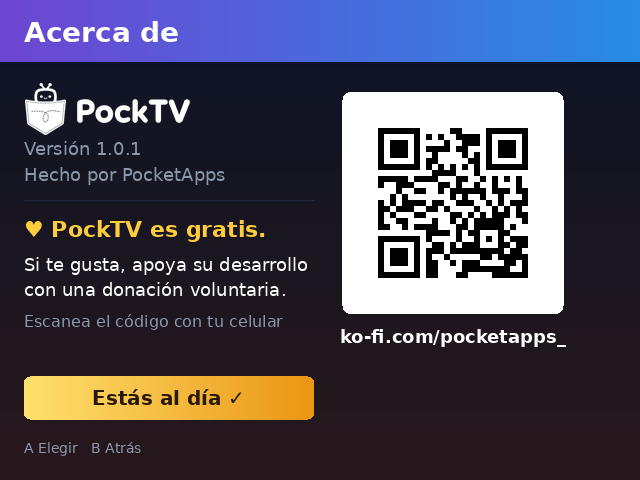 Acerca de
PockTV
Versión 1.0.1
Hecho por PocketApps
♥ PockTV es gratis.
Si te gusta, apoya su desarrollo
con una donación voluntaria.
Escanea el código con tu celular
ko-fi.com/pocketapps_
Estás al día ✓
A Elegir B Atrás